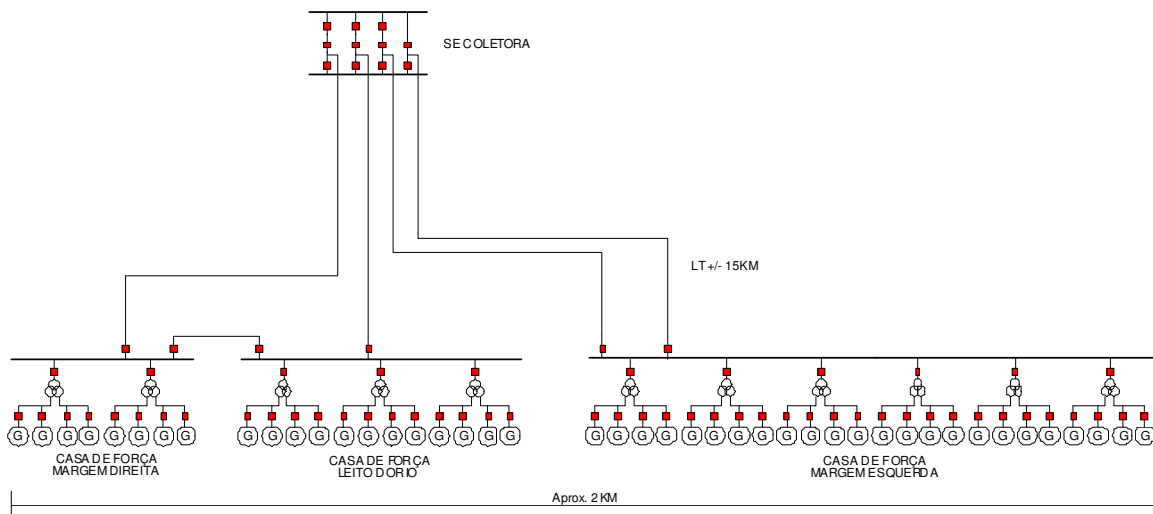 SE COLETORA
LT +/- 15KM
G G G G G G G G G G G G G G G G G G G G G G G G G G G G G G G G G G G G G G G G G G G G
CASA DE FORÇA
MARGEM DIREITA
CASA DE FORÇA
LEITO DO RIO
CASA DE FORÇA
MARGEM ESQUERDA
Aprox. 2 KM